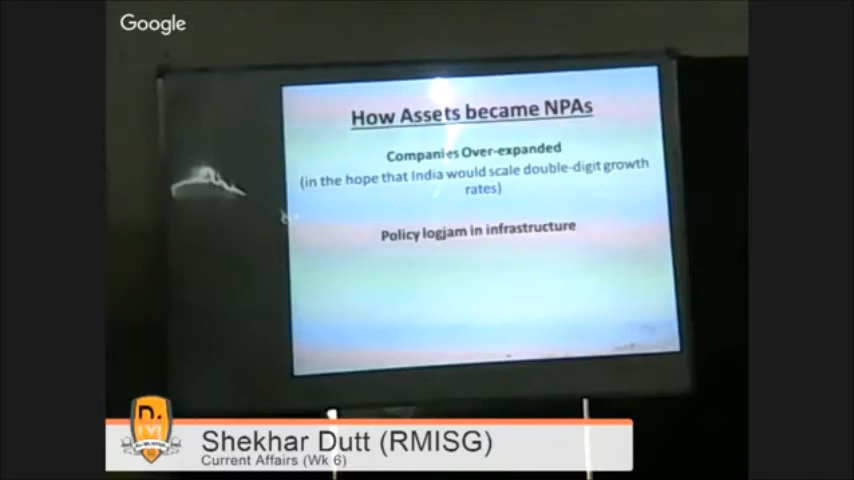 Google
How Assets became NPAs
Companies Over-expanded
(in the hope that India would scale double-digit growth
rates)
Policy logjam in infrastructure
Shekhar Dutt (RMISG)
Current Affairs (Wk 6)